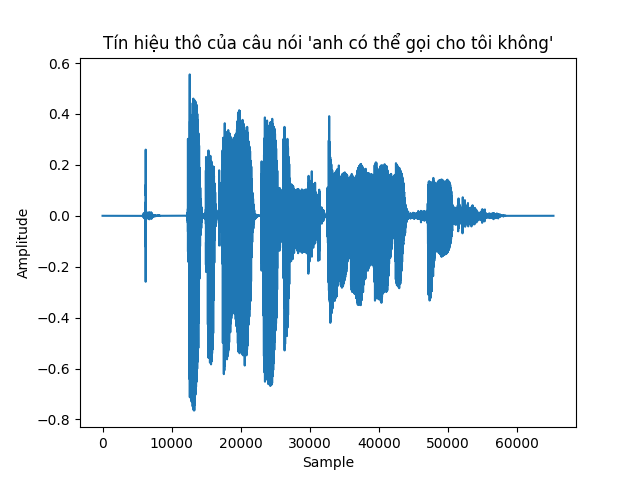 Tín hiệu thô của câu nói 'anh có thể gọi cho tôi không'
0.6
0.4
0.2
0.0
−0.2
−0.4
−0.6
−0.8
Amplitude
0 10000 20000 30000 40000 50000 60000
Sample